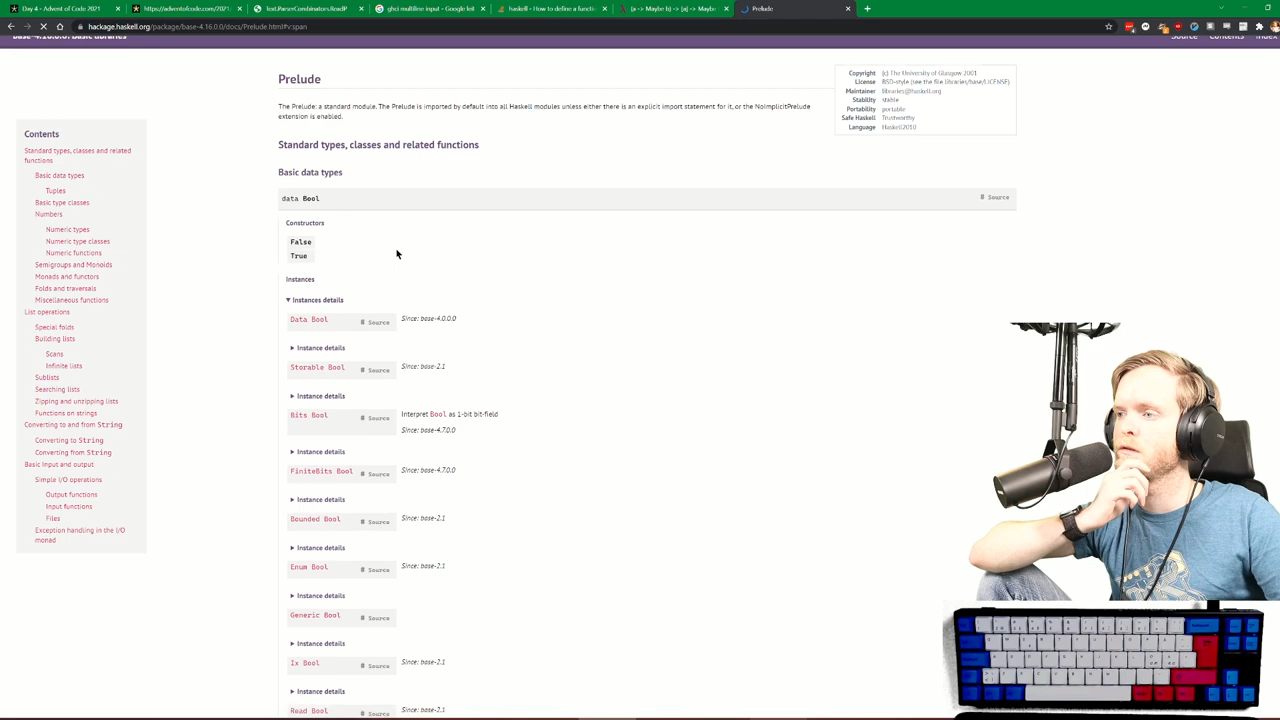 Day 4 - Advent of Code 2021
https://adventofcode.com/2021/
Text.ParserCombinators.ReadP
ghci multiline input - Google
haskell - How to define a functi
(a -> Maybe b) -> [a] -> Mayb
Prelude
hackage.haskell.org/package/base-4.16.0.0/docs/Prelude.html#v:span
base-4.16.0.0: Basic libraries
Source
Contents
Index
Prelude
Copyright (c) The University of Glasgow 2001
License BSD-style (see the file libraries/base/LICENSE)
Maintainer libraries@haskell.org
Stability stable
Portability portable
Safe Haskell Trustworthy
Language Haskell2010
The Prelude: a standard module. The Prelude is imported by default into all Haskell modules unless either there is an explicit import statement for it, or the NoImplicitPrelude
extension is enabled.
Contents
Standard types, classes and related
functions
Basic data types
Tuples
Basic type classes
Numbers
Numeric types
Numeric type classes
Numeric functions
Semigroups and Monoids
Monads and functors
Folds and traversals
Miscellaneous functions
List operations
Special folds
Building lists
Scans
Infinite lists
Sublists
Searching lists
Zipping and unzipping lists
Functions on strings
Converting to and from String
Converting to String
Converting from String
Basic Input and output
Simple I/O operations
Output functions
Input functions
Files
Exception handling in the I/O
monad
Standard types, classes and related functions
Basic data types
data Bool
# Source
Constructors
False
True
Instances
▼ Instances details
Data Bool # Source Since: base-4.0.0.0
► Instance details
Storable Bool # Source Since: base-2.1
► Instance details
Bits Bool # Source Interpret Bool as 1-bit bit-field
Since: base-4.7.0.0
► Instance details
FiniteBits Bool # Source Since: base-4.7.0.0
► Instance details
Bounded Bool # Source Since: base-2.1
► Instance details
Enum Bool # Source Since: base-2.1
► Instance details
Generic Bool # Source
► Instance details
Ix Bool # Source Since: base-2.1
► Instance details
Read Bool # Source Since: base-2.1